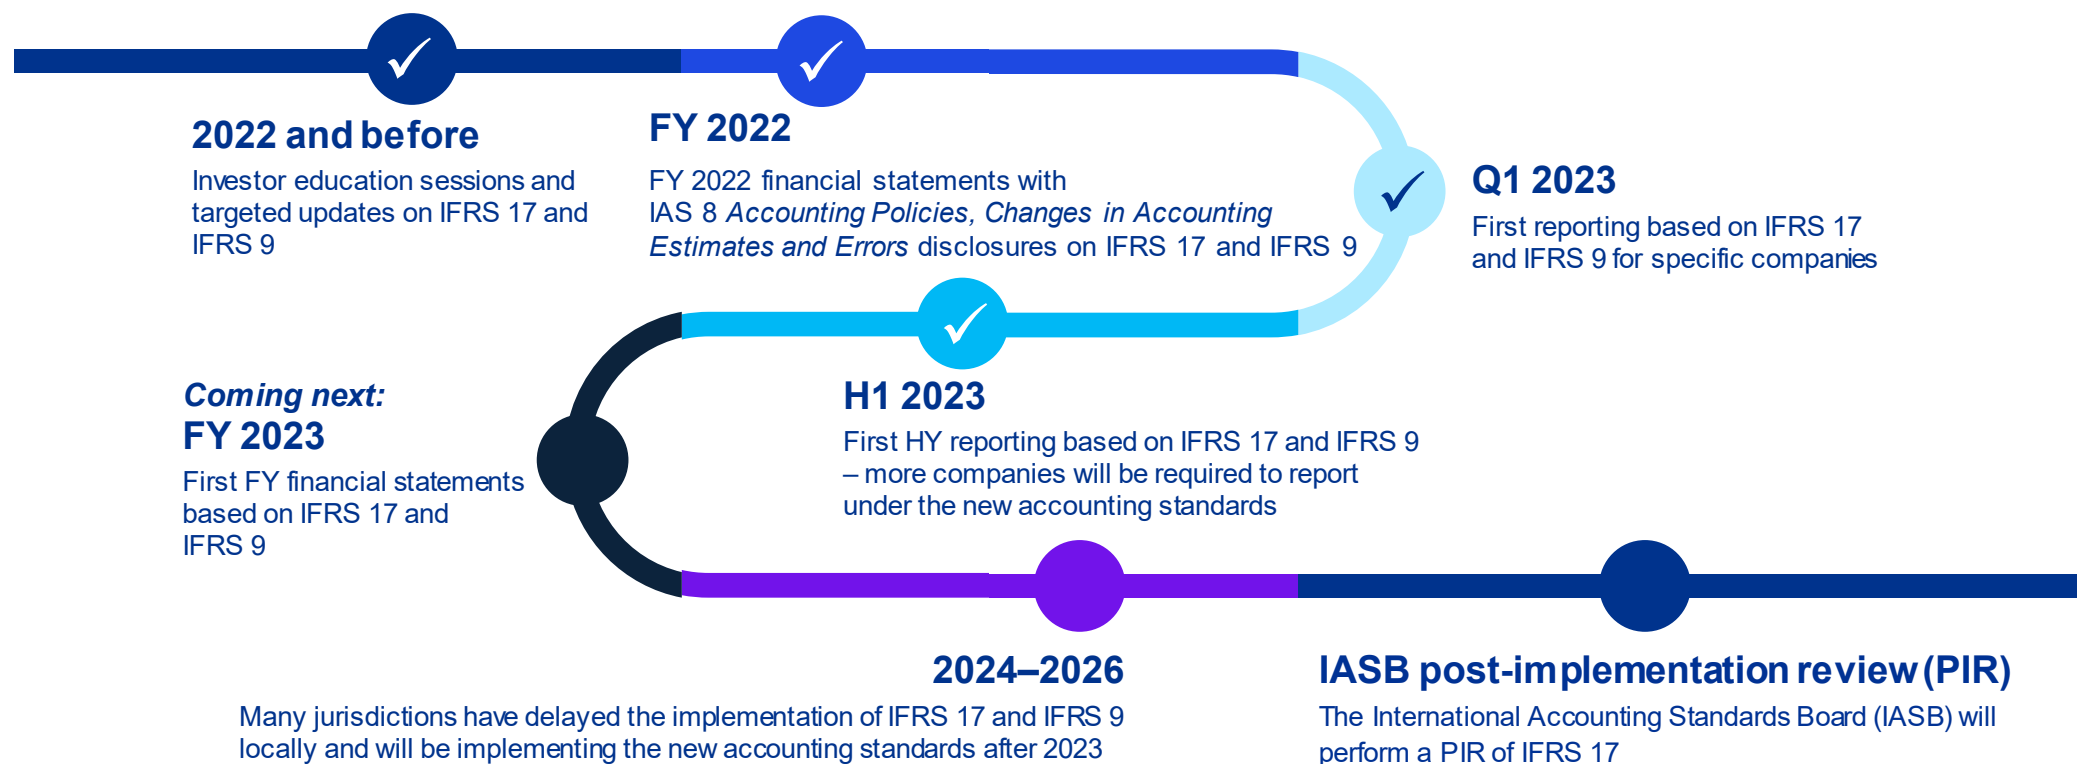 2022 and before
Investor education sessions and
targeted updates on IFRS 17 and
IFRS 9
FY 2022
FY 2022 financial statements with
IAS 8 Accounting Policies, Changes in Accounting
Estimates and Errors disclosures on IFRS 17 and IFRS 9
Q1 2023
First reporting based on IFRS 17
and IFRS 9 for specific companies
H1 2023
First HY reporting based on IFRS 17 and IFRS 9
– more companies will be required to report
under the new accounting standards
Coming next:
FY 2023
First FY financial statements
based on IFRS 17 and
IFRS 9
2024–2026
Many jurisdictions have delayed the implementation of IFRS 17 and IFRS 9
locally and will be implementing the new accounting standards after 2023
IASB post-implementation review (PIR)
The International Accounting Standards Board (IASB) will
perform a PIR of IFRS 17